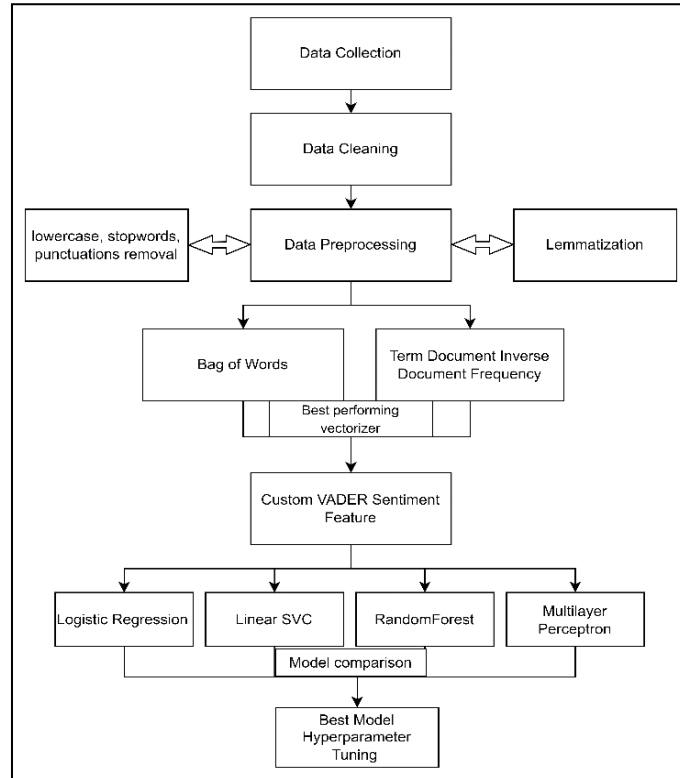 Data Collection
Data Cleaning
lowercase, stopwords,
punctuations removal
Data Preprocessing
Lemmatization
Bag of Words
Term Document Inverse
Document Frequency
Best performing
vectorizer
Custom VADER Sentiment
Feature
Logistic Regression
Linear SVC
RandomForest
Multilayer
Perceptron
Model comparison
Best Model
Hyperparameter
Tuning